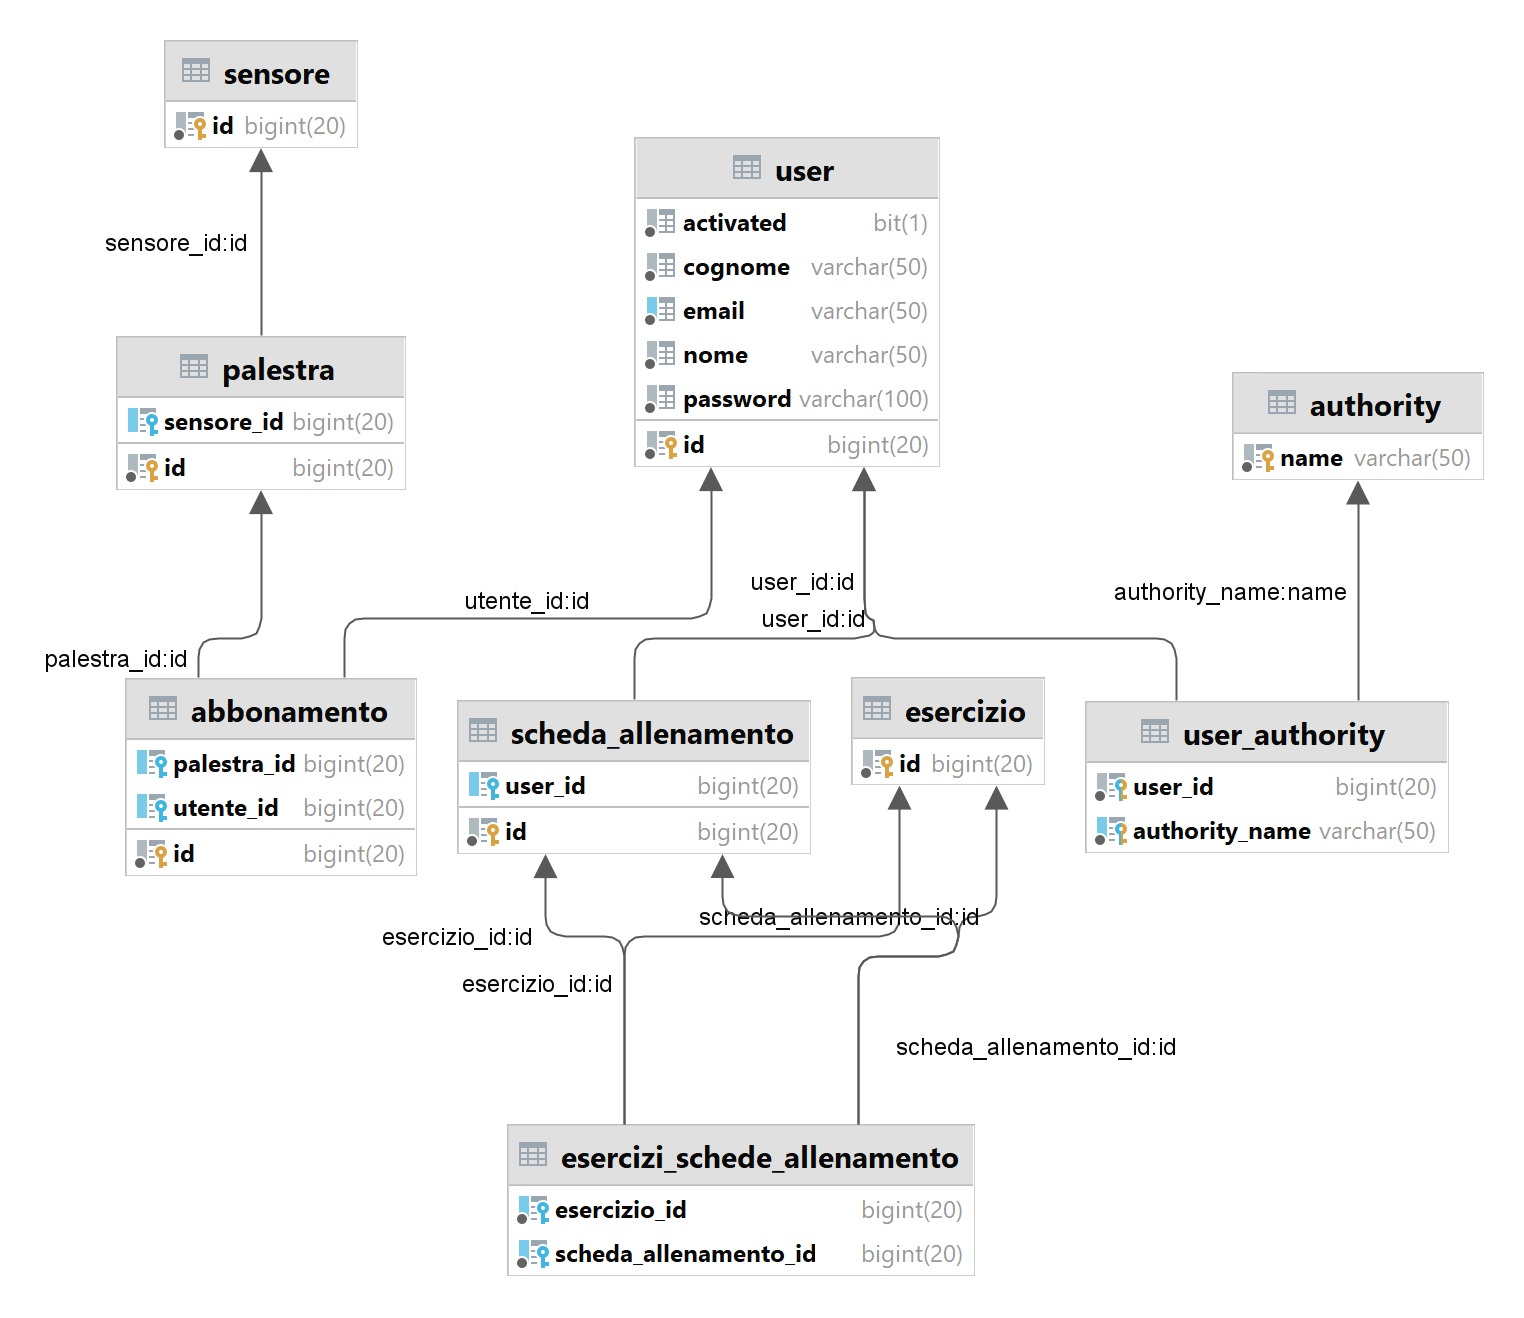 sensore
id bigint(20)
sensore_id:id
palestra
sensore_id bigint(20)
id bigint(20)
user
activated bit(1)
cognome varchar(50)
email varchar(50)
nome varchar(50)
password varchar(100)
id bigint(20)
authority
name varchar(50)
utente_id:id
user_id:id
user_id:id
authority_name:name
palestra_id:id
abbonamento
palestra_id bigint(20)
utente_id bigint(20)
id bigint(20)
scheda_allenamento
user_id bigint(20)
id bigint(20)
esercizio
id bigint(20)
user_authority
user_id bigint(20)
authority_name varchar(50)
esercizio_id:id
scheda_allenamento_id:id
esercizio_id:id
scheda_allenamento_id:id
esercizi_schede_allenamento
esercizio_id bigint(20)
scheda_allenamento_id bigint(20)